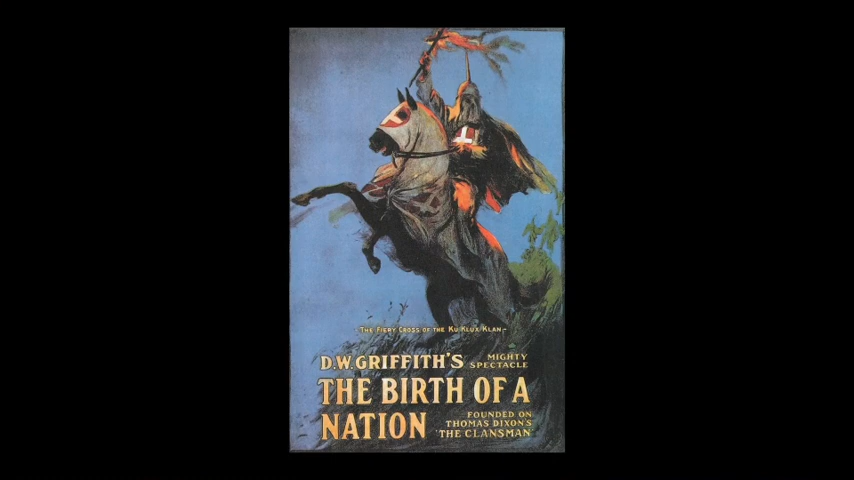 THE FIERY CROSS OF THE KU KLUX KLAN
D.W. GRIFFITH'S
MIGHTY
SPECTACLE
THE BIRTH OF A
NATION
FOUNDED ON
THOMAS DIXON'S
'THE CLANSMAN'